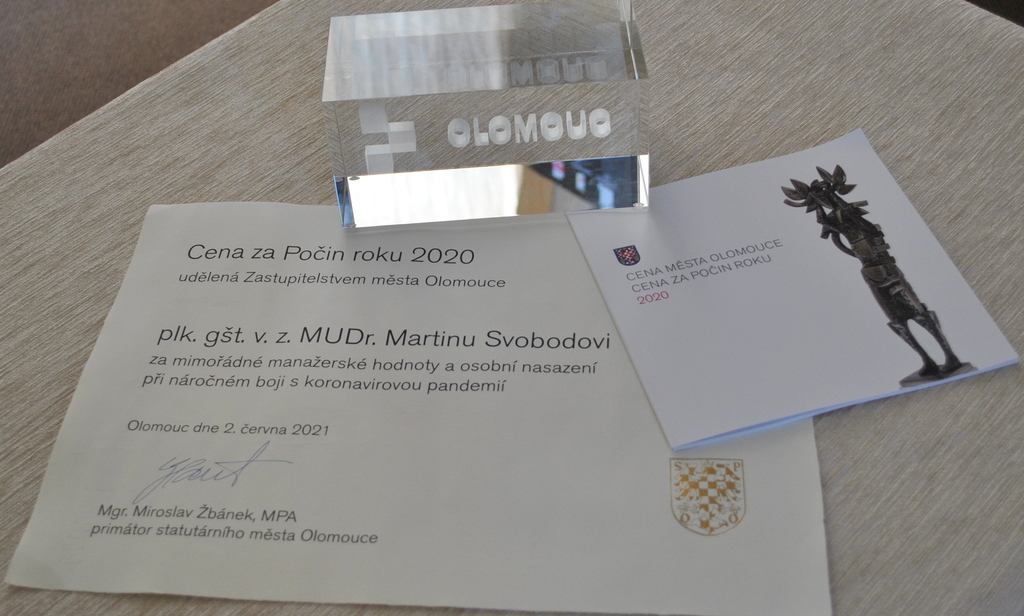 OLOMOUC
Cena za Počin roku 2020
udělená Zastupitelstvem města Olomouce
plk. gšt. v. z. MUDr. Martinu Svobodovi
za mimořádné manažerské hodnoty a osobní nasazení
při náročném boji s koronavirovou pandemií
Olomouc dne 2. června 2021
Mgr. Miroslav Žbánek, MPA
primátor statutárního města Olomouce
S P
Q O
CENA MĚSTA OLOMOUCE
CENA ZA POČIN ROKU
2020